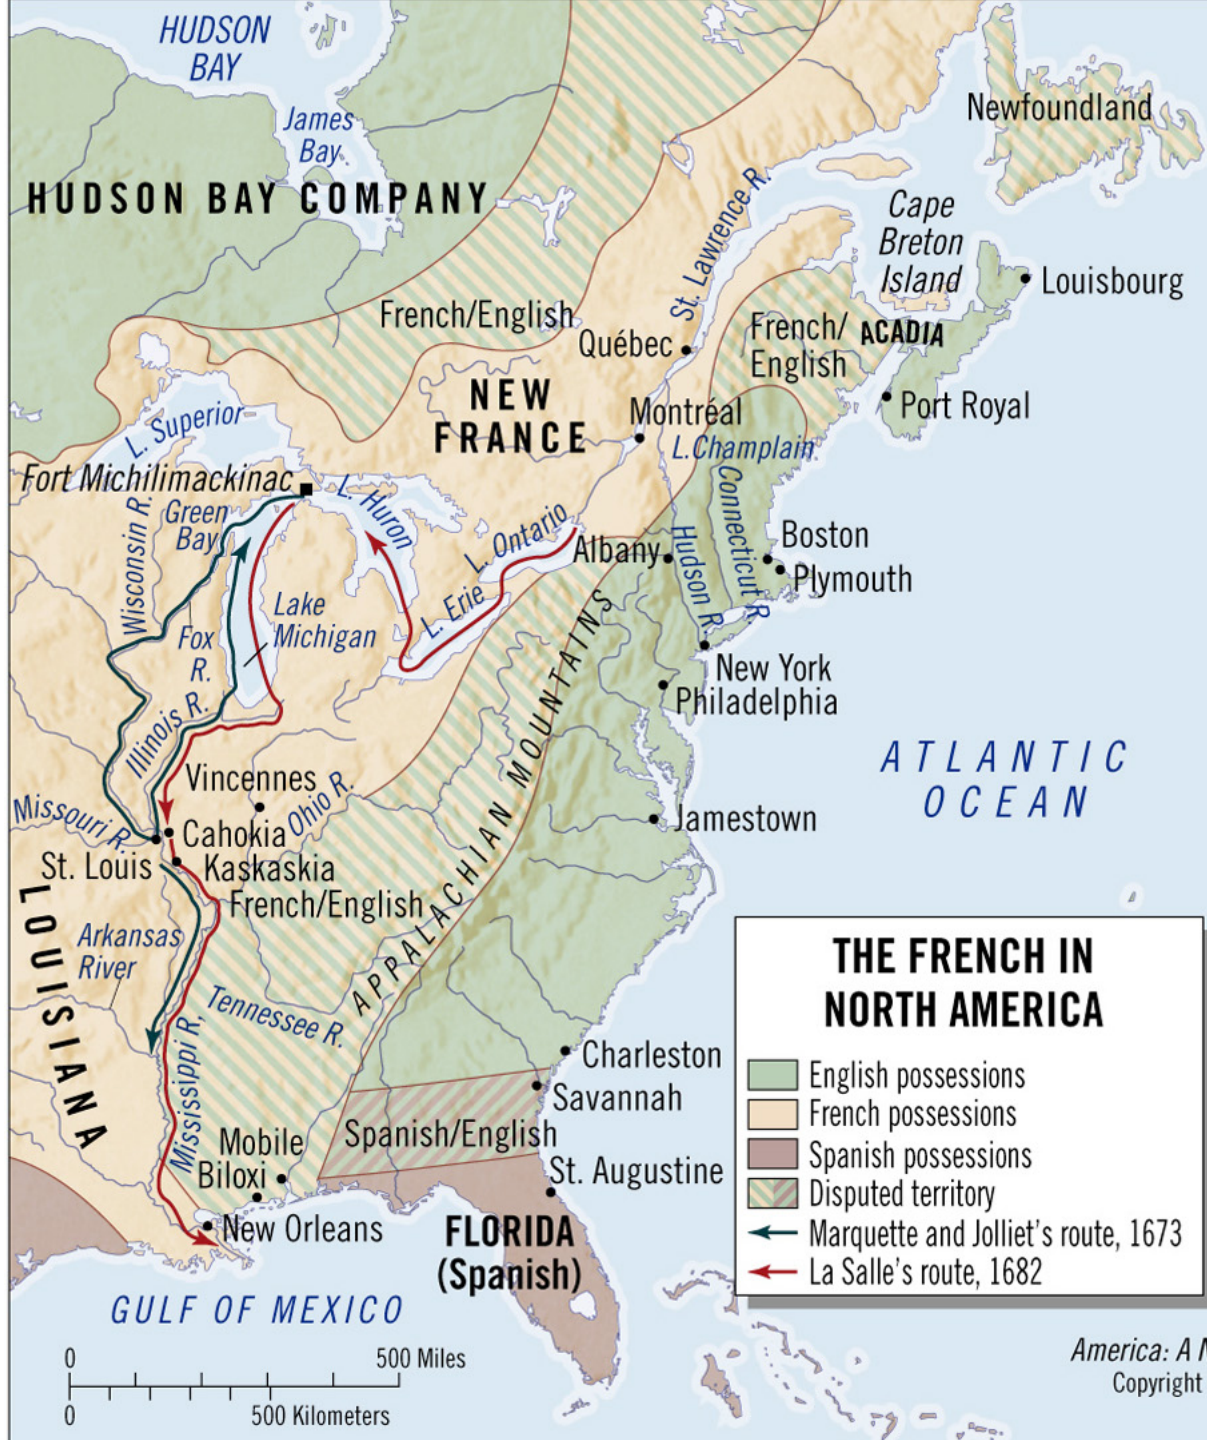 HUDSON
BAY
James
Bay
Newfoundland
HUDSON BAY COMPANY
St. Lawrence R.
Cape
Breton
Island
Louisbourg
French/English
Québec
French/
English
ACADIA
NEW
FRANCE
Montréal
Port Royal
L. Superior
L. Champlain
Fort Michilimackinac
L. Huron
Wisconsin R.
Green
Bay
Connecticut R.
L. Ontario
Albany
Hudson R.
Boston
Plymouth
L. Erie
Lake
Michigan
Fox
R.
New York
Philadelphia
APPALACHIAN MOUNTAINS
Illinois R.
ATLANTIC
OCEAN
Vincennes
Ohio R.
Missouri R.
Cahokia
Jamestown
St. Louis
Kaskaskia
LOUISIANA
French/English
Arkansas
River
Tennessee R.
Mississippi R,
Charleston
Savannah
Spanish/English
Mobile
Biloxi
St. Augustine
New Orleans
FLORIDA
(Spanish)
GULF OF MEXICO
THE FRENCH IN
NORTH AMERICA
English possessions
French possessions
Spanish possessions
Disputed territory
Marquette and Jolliet's route, 1673
La Salle's route, 1682
0 500 Miles
0 500 Kilometers
America: A
Copyright